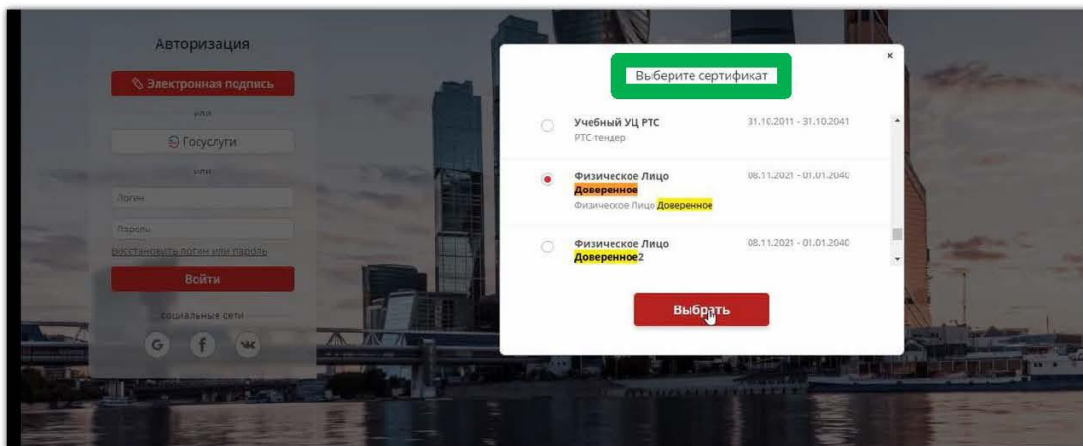 Авторизация
Электронная подпись
или
Госуслуги
или
Логин
Пароль
восстановить логин или пароль
Войти
социальные сети
G f
Выберите сертификат
×
Учебный УЦ РТС 31.10.2011 - 31.10.2041
РТС-тендер
Физическое Лицо 08.11.2021 - 01.01.2040
Доверенное
Физическое Лицо Доверенное
Физическое Лицо 08.11.2021 - 01.01.2040
Доверенное2
Выбрать